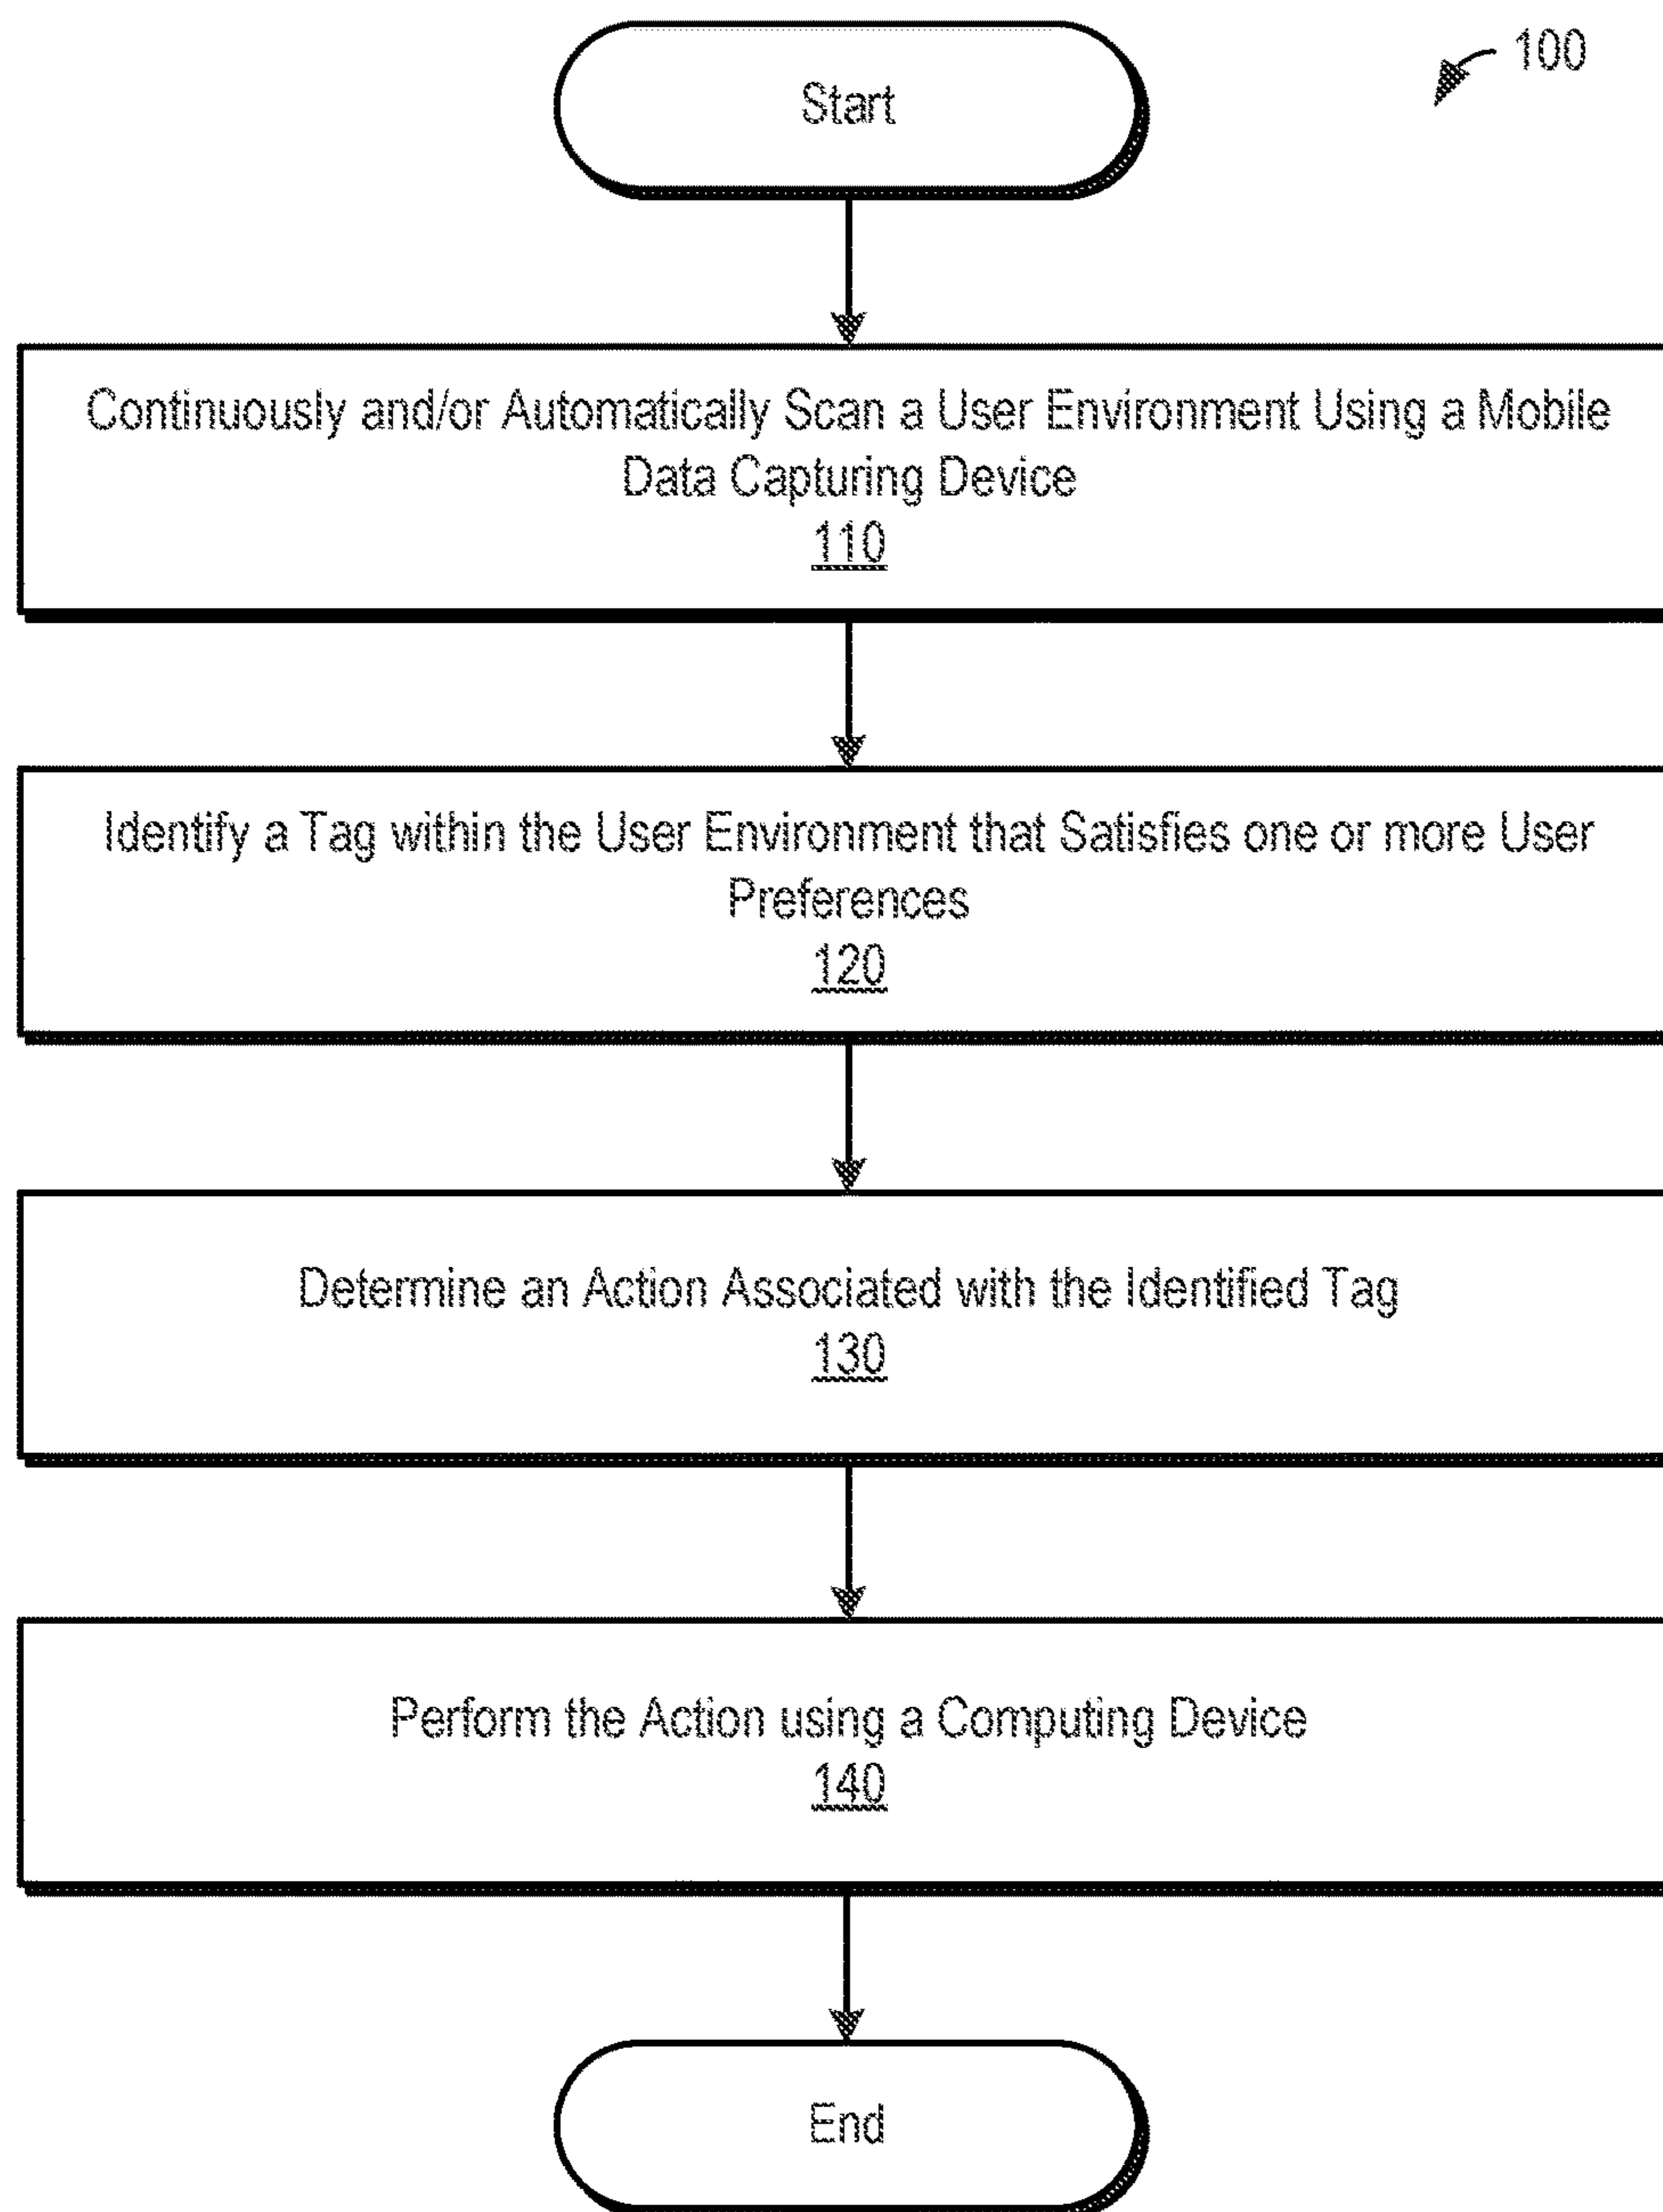 Start
100
Continuously and/or Automatically Scan a User Environment Using a Mobile
Data Capturing Device
110
Identify a Tag within the User Environment that Satisfies one or more User
Preferences
120
Determine an Action Associated with the Identified Tag
130
Perform the Action using a Computing Device
140
End